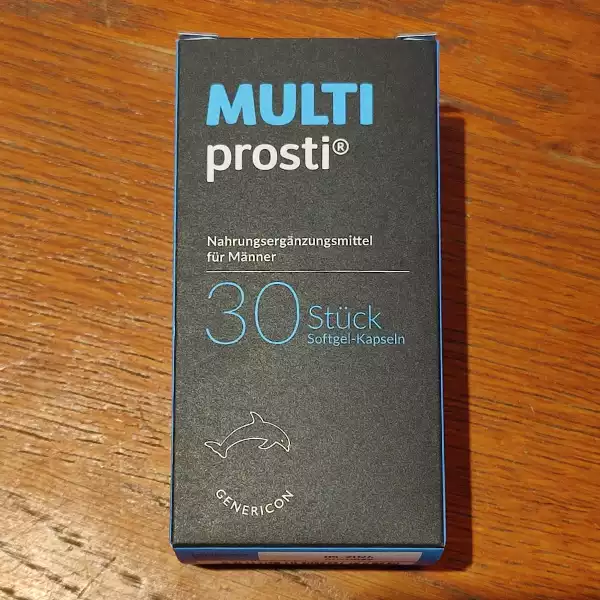 MULTI
prosti®
Nahrungsergänzungsmittel
für Männer
30 Stück
Softgel-Kapseln
GENERICON